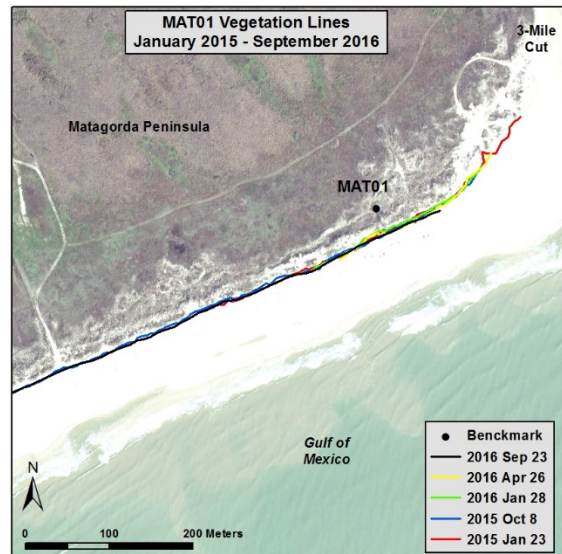 MAT01 Vegetation Lines
January 2015 - September 2016
3-Mile
Cut
Matagorda Peninsula
MAT01
Gulf of
Mexico
Benckmark
2016 Sep 23
2016 Apr 26
2016 Jan 28
2015 Oct 8
2015 Jan 23
N
0 100 200 Meters